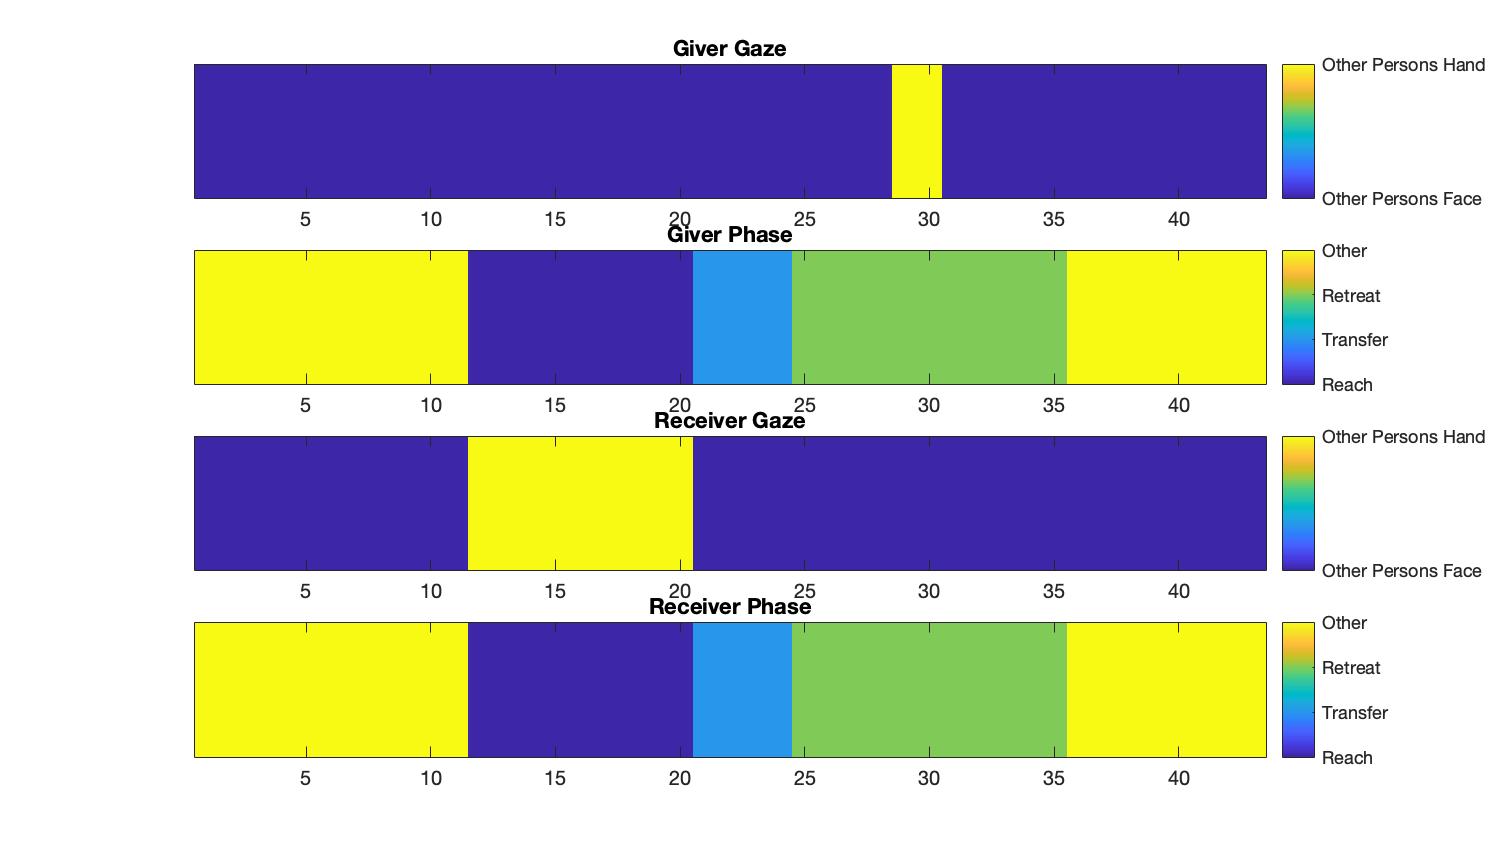 Giver Gaze
Other Persons Hand
Other Persons Face
5 10 15 20 25 30 35 40
Giver Phase
Other
Retreat
Transfer
Reach
5 10 15 20 25 30 35 40
Receiver Gaze
Other Persons Hand
Other Persons Face
5 10 15 20 25 30 35 40
Receiver Phase
Other
Retreat
Transfer
Reach
5 10 15 20 25 30 35 40